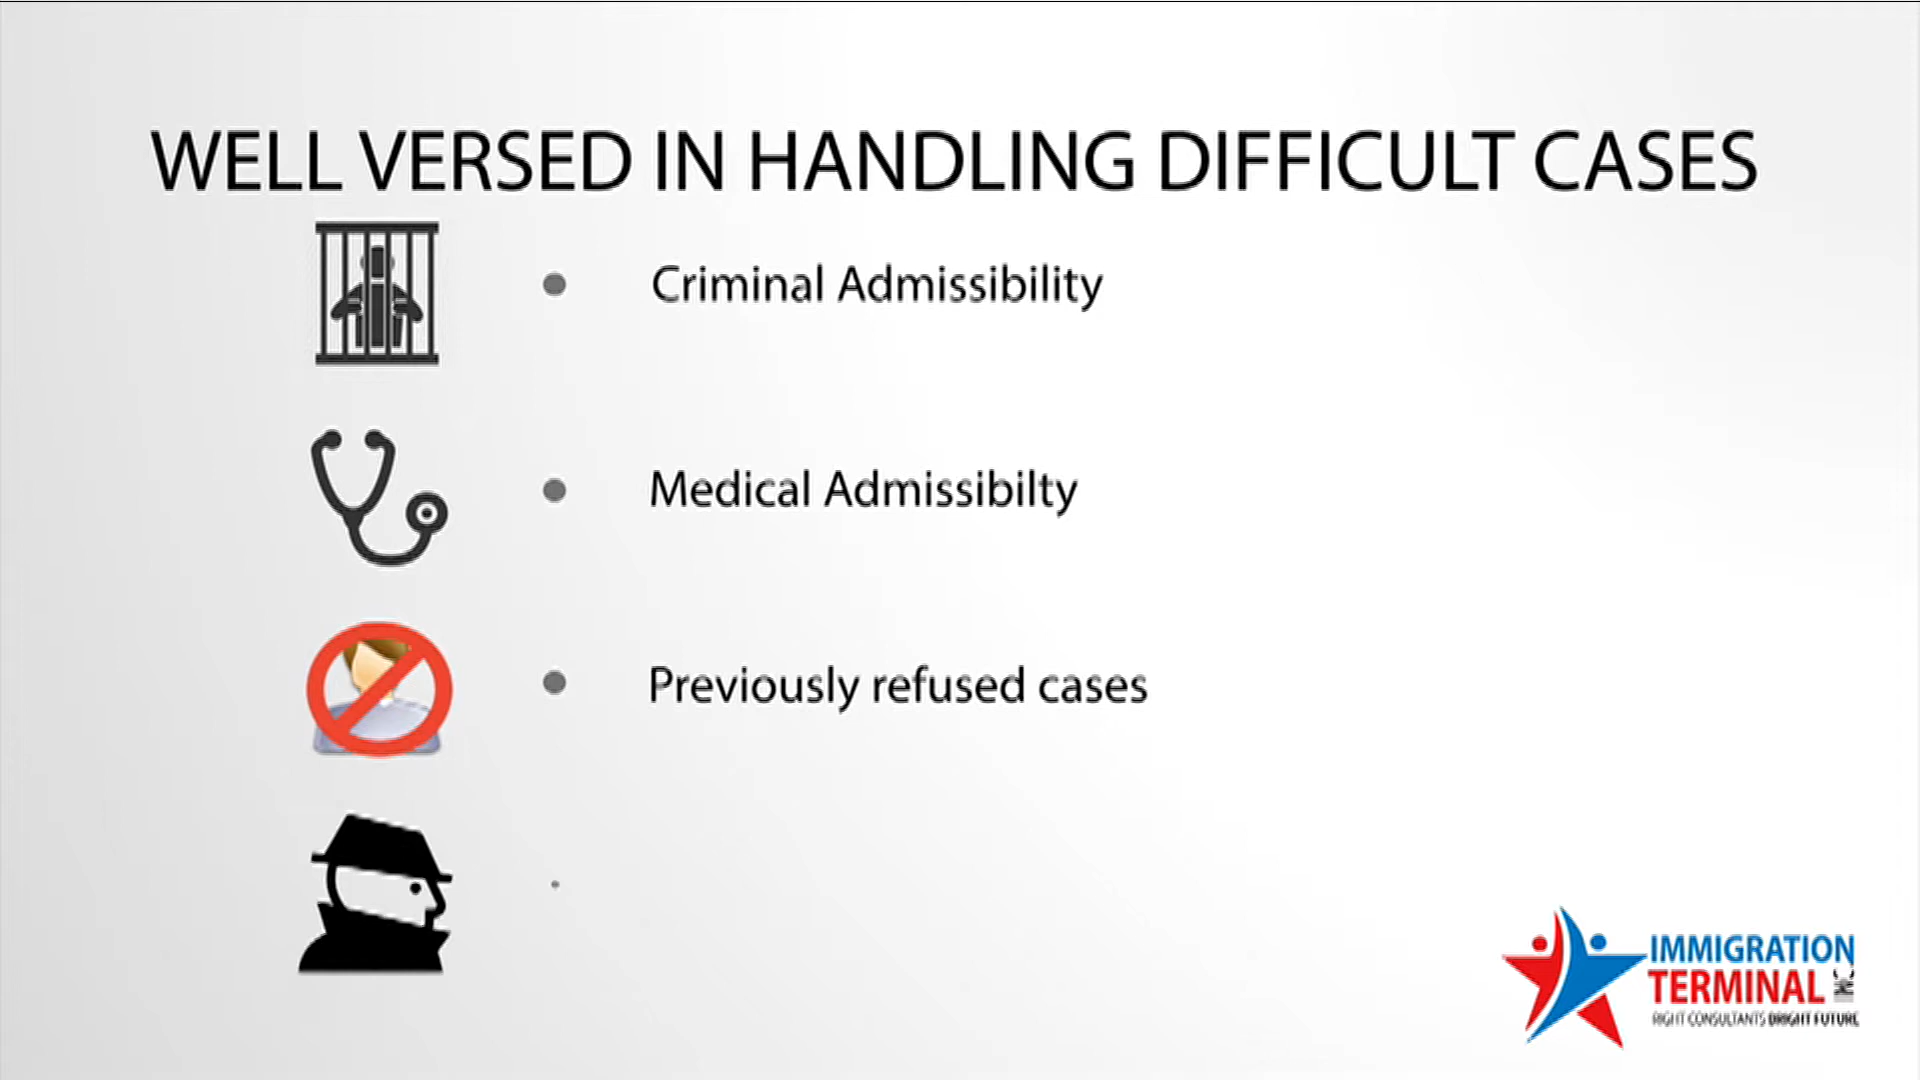 WELL VERSED IN HANDLING DIFFICULT CASES
Criminal Admissibility
Medical Admissibilty
Previously refused cases
IMMIGRATION
TERMINAL INC.
RIGHT CONSULTANTS BRIGHT FUTURE